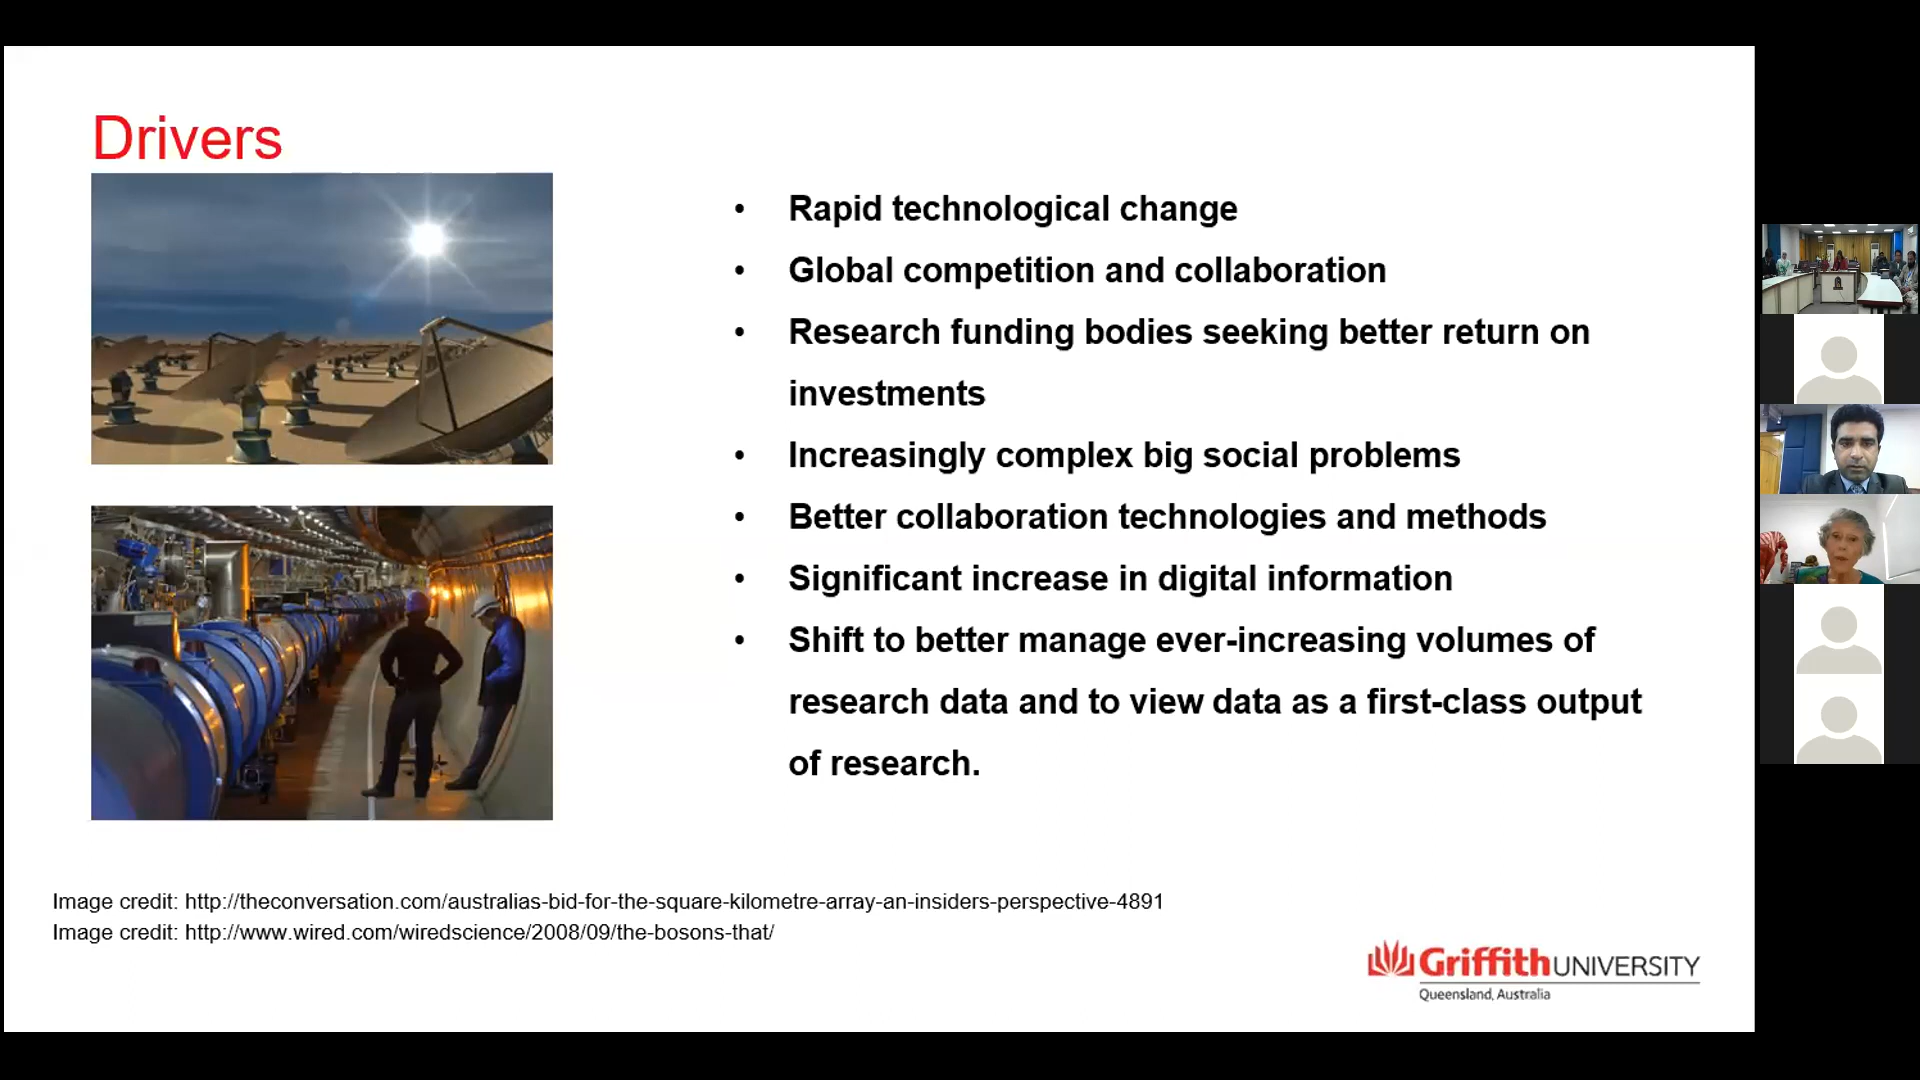 Drivers
• Rapid technological change
• Global competition and collaboration
• Research funding bodies seeking better return on
investments
• Increasingly complex big social problems
• Better collaboration technologies and methods
• Significant increase in digital information
• Shift to better manage ever-increasing volumes of
research data and to view data as a first-class output
of research.
Image credit: http://theconversation.com/australias-bid-for-the-square-kilometre-array-an-insiders-perspective-4891
Image credit: http://www.wired.com/wiredscience/2008/09/the-bosons-that/
Griffith UNIVERSITY
Queensland, Australia